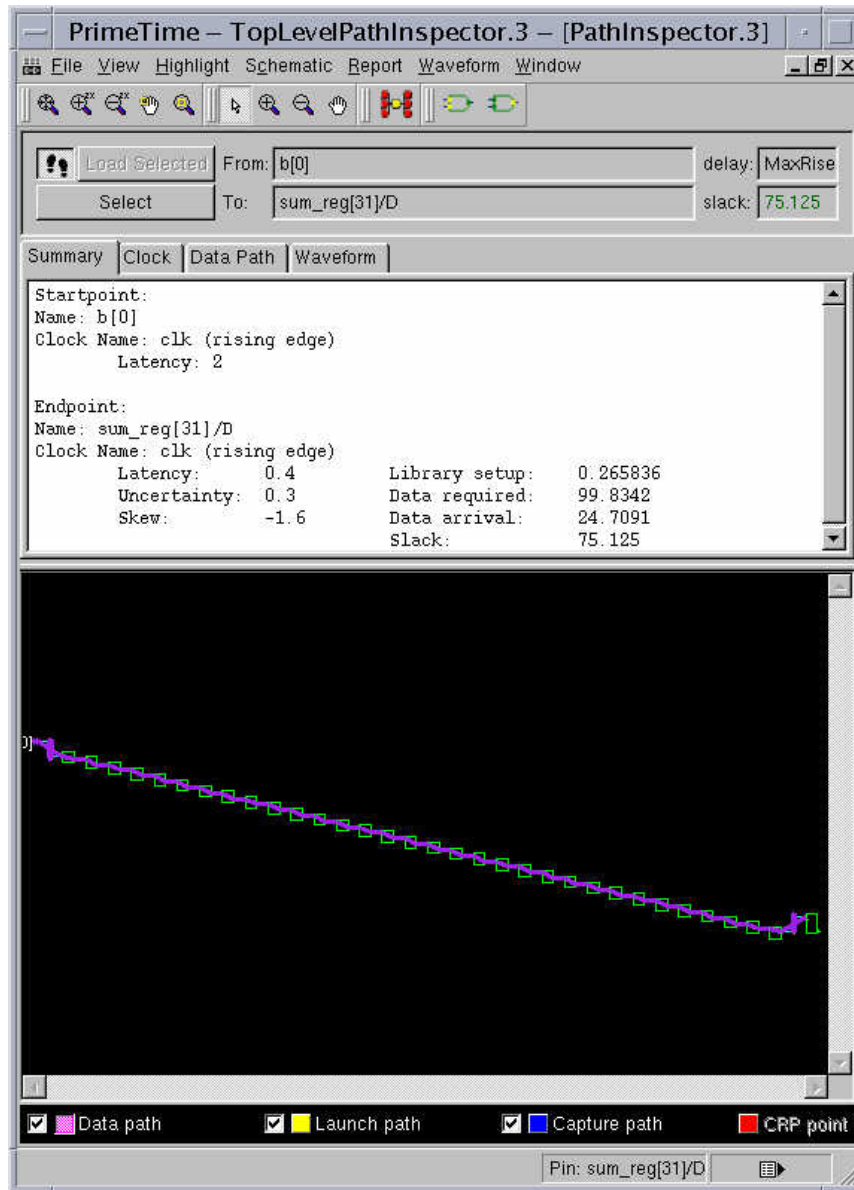 PrimeTime – TopLevelPathInspector.3 – [PathInspector.3]
File View Highlight Schematic Report Waveform Window
Load Selected From: b[0] delay: MaxRise
Select To: sum_reg[31]/D slack: 75.125
Summary Clock Data Path Waveform
Startpoint:
Name: b[0]
Clock Name: clk (rising edge)
Latency: 2
Endpoint:
Name: sum_reg[31]/D
Clock Name: clk (rising edge)
Latency: 0.4 Library setup: 0.265836
Uncertainty: 0.3 Data required: 99.8342
Skew: -1.6 Data arrival: 24.7091
Slack: 75.125
0]
Data path Launch path Capture path CRP point
Pin: sum_reg[31]/D